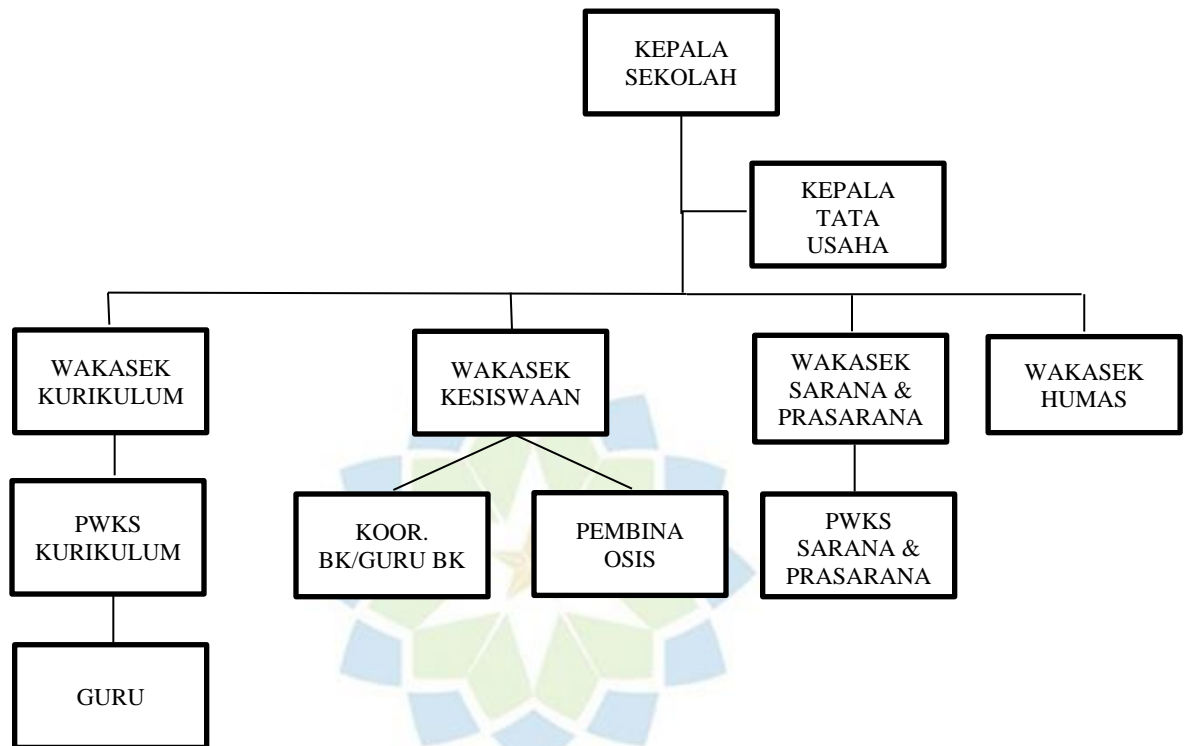 KEPALA
SEKOLAH
KEPALA
TATA
USAHA
WAKASEK
KURIKULUM
WAKASEK
KESISWAAN
WAKASEK
SARANA &
PRASARANA
WAKASEK
HUMAS
PWKS
KURIKULUM
KOOR.
BK/GURU BK
PEMBINA
OSIS
PWKS
SARANA &
PRASARANA
GURU